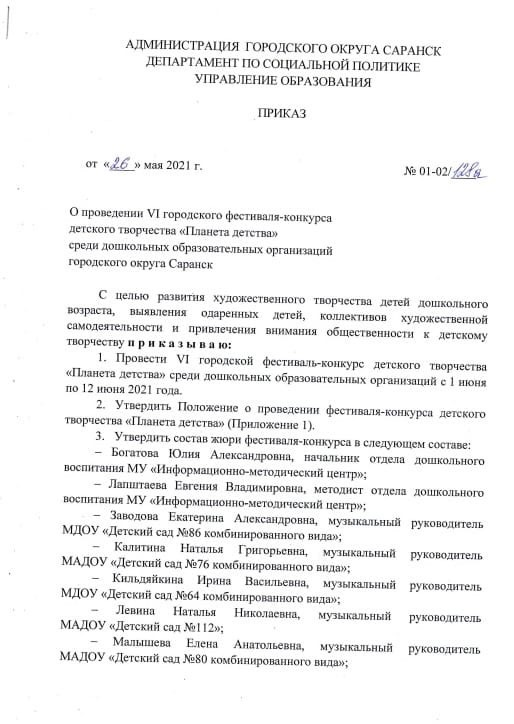 АДМИНИСТРАЦИЯ ГОРОДСКОГО ОКРУГА САРАНСК
ДЕПАРТАМЕНТ ПО СОЦИАЛЬНОЙ ПОЛИТИКЕ
УПРАВЛЕНИЕ ОБРАЗОВАНИЯ
ПРИКАЗ
от «26» мая 2021 г. № 01-02/128а
О проведении VI городского фестиваля-конкурса
детского творчества «Планета детства»
среди дошкольных образовательных организаций
городского округа Саранск
С целью развития художественного творчества детей дошкольного
возраста, выявления одаренных детей, коллективов художественной
самодеятельности и привлечения внимания общественности к детскому
творчеству приказываю:
1. Провести VI городской фестиваль-конкурс детского творчества
«Планета детства» среди дошкольных образовательных организаций с 1 июня
по 12 июня 2021 года.
2. Утвердить Положение о проведении фестиваля-конкурса детского
творчества «Планета детства» (Приложение 1).
3. Утвердить состав жюри фестиваля-конкурса в следующем составе:
– Богатова Юлия Александровна, начальник отдела дошкольного
воспитания МУ «Информационно-методический центр»;
– Лапштаева Евгения Владимировна, методист отдела дошкольного
воспитания МУ «Информационно-методический центр»;
– Заводова Екатерина Александровна, музыкальный руководитель
МДОУ «Детский сад №86 комбинированного вида»;
– Калитина Наталья Григорьевна, музыкальный руководитель
МАДОУ «Детский сад №76 комбинированного вида»;
– Кильдяйкина Ирина Васильевна, музыкальный руководитель
МДОУ «Детский сад №64 комбинированного вида»;
– Левина Наталья Николаевна, музыкальный руководитель
МАДОУ «Детский сад №112»;
– Малышева Елена Анатольевна, музыкальный руководитель
МАДОУ «Детский сад №80 комбинированного вида»;